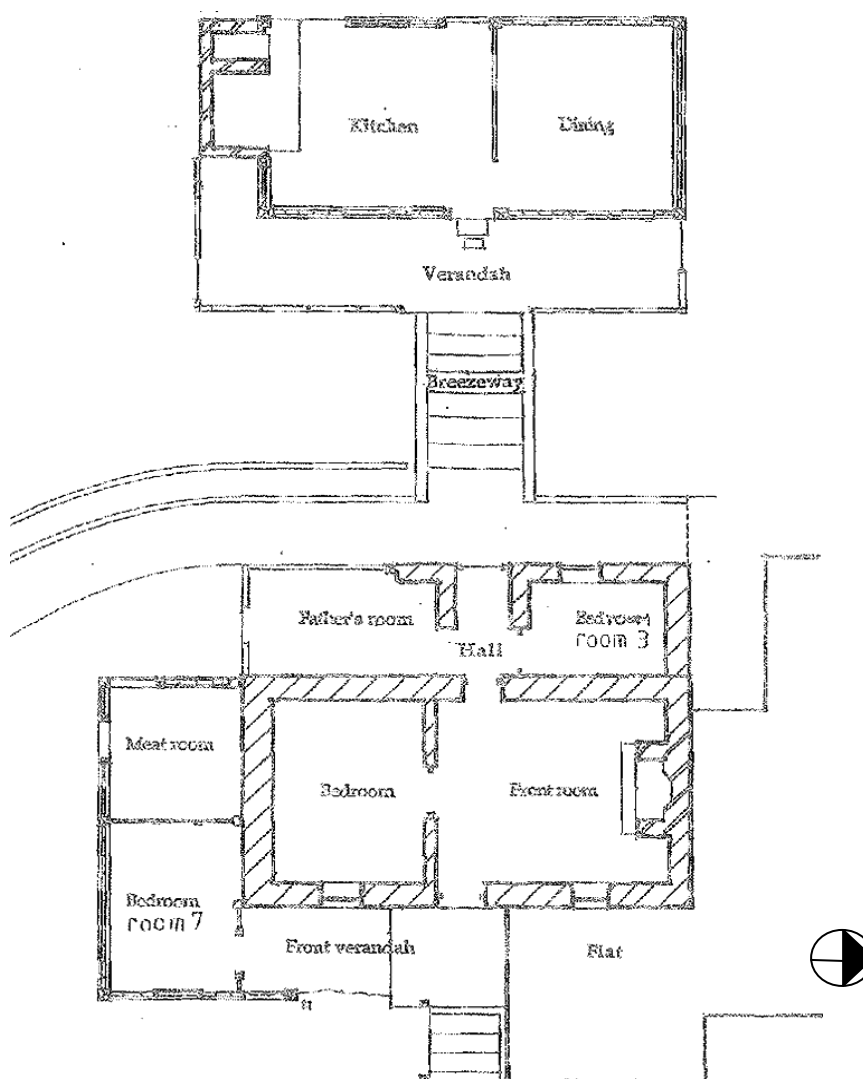 Kitchen
Dining
Verandah
Breezeway
Father's room
Bedroom
room 3
Hall
Meat room
Bedroom
Front room
Bedroom
room 7
Front verandah
Flat